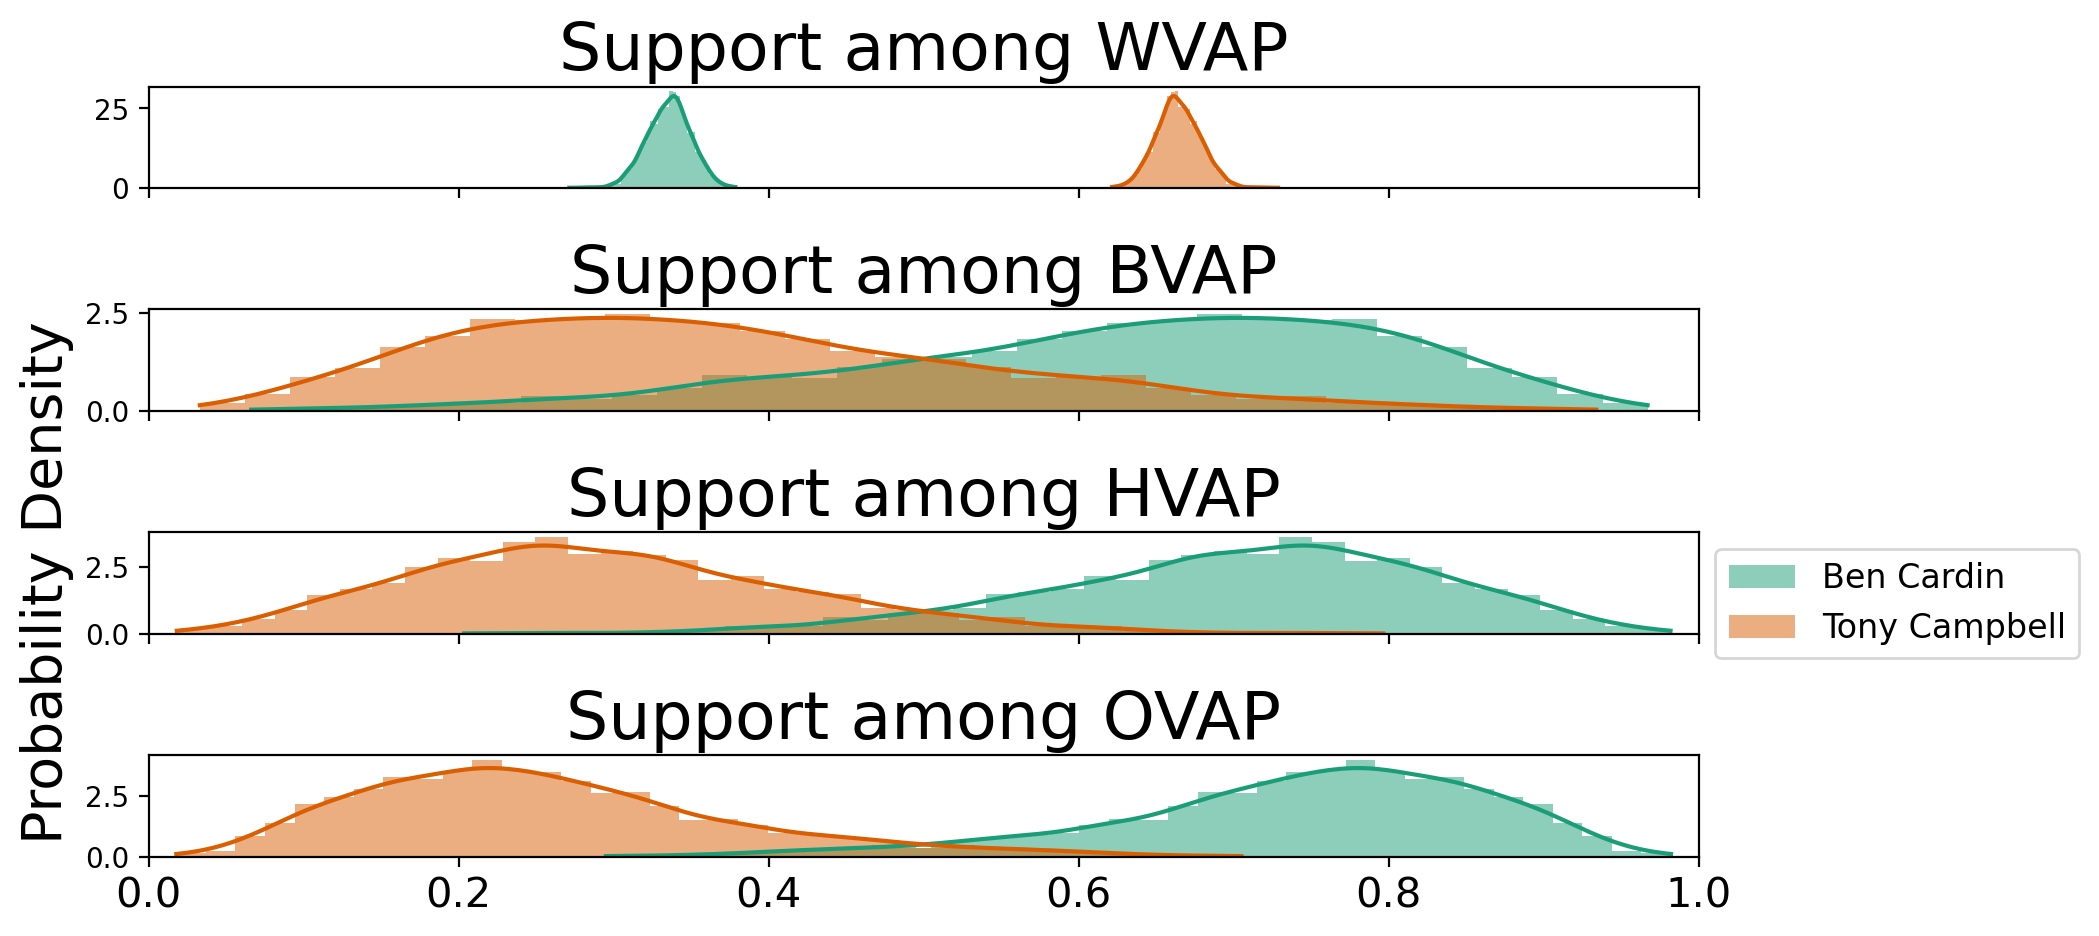 Support among WVAP
25
0
Support among BVAP
2.5
0.0
Support among HVAP
2.5
0.0
Support among OVAP
2.5
0.0
0.0 0.2 0.4 0.6 0.8 1.0
Probability Density
Ben Cardin
Tony Campbell